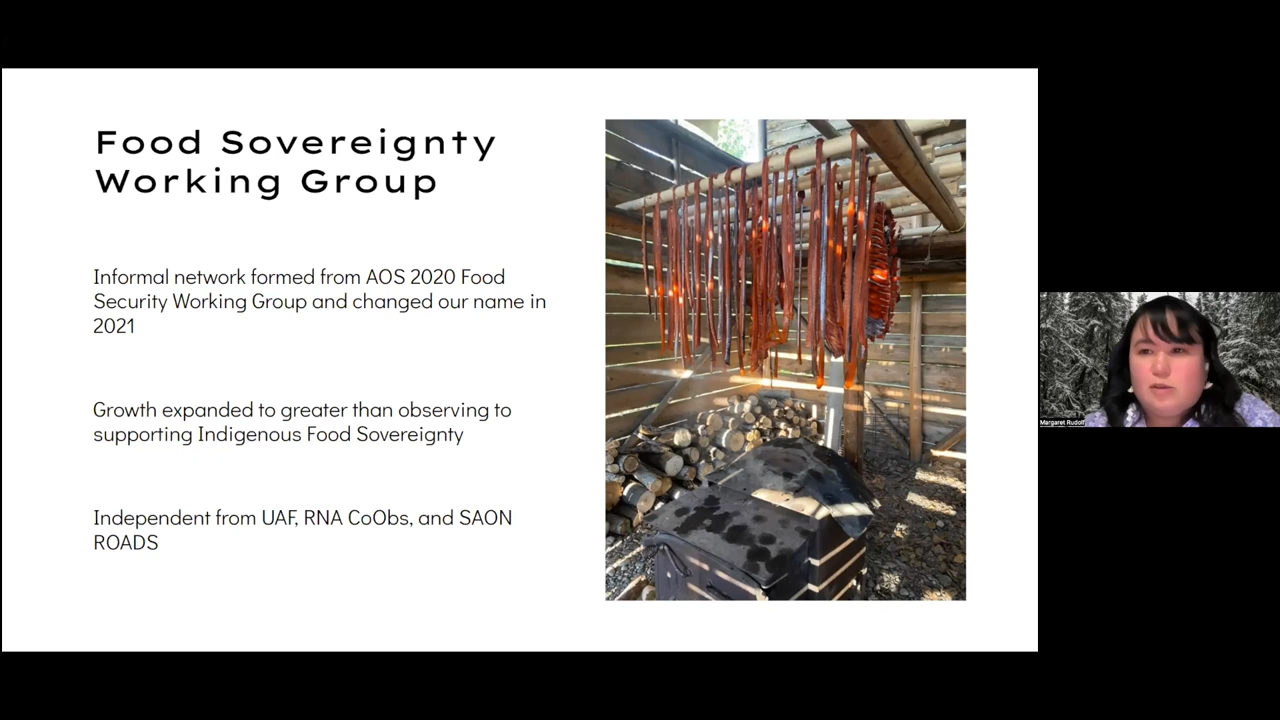 Food Sovereignty
Working Group
Informal network formed from AOS 2020 Food
Security Working Group and changed our name in
2021
Growth expanded to greater than observing to
supporting Indigenous Food Sovereignty
Independent from UAF, RNA CoObs, and SAON
ROADS
Margaret Rudolf